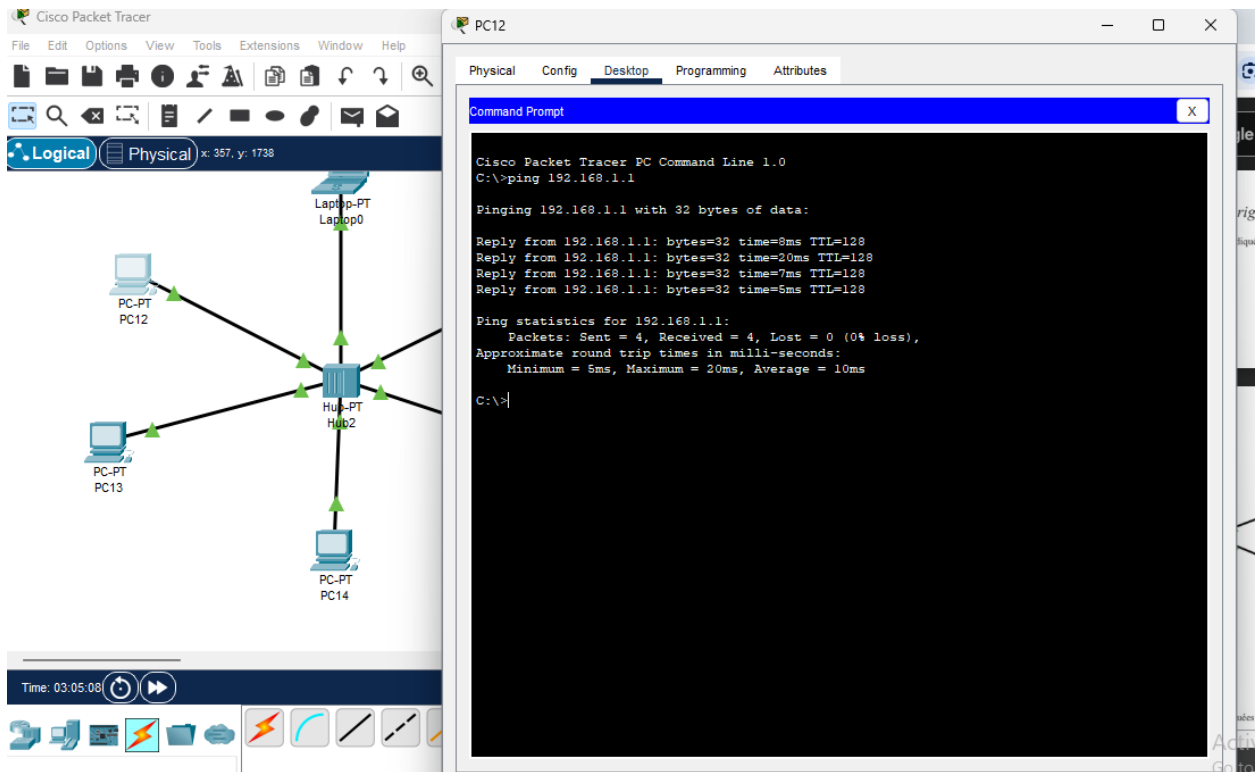 Cisco Packet Tracer
File Edit Options View Tools Extensions Window Help
Logical Physical x: 357, y: 1738
Laptop-PT
Laptop0
PC-PT
PC12
Hub-PT
Hub2
PC-PT
PC13
PC-PT
PC14
Time: 03:05:08
PC12
Physical Config Desktop Programming Attributes
Command Prompt
X
Cisco Packet Tracer PC Command Line 1.0
C:\>ping 192.168.1.1
Pinging 192.168.1.1 with 32 bytes of data:
Reply from 192.168.1.1: bytes=32 time=8ms TTL=128
Reply from 192.168.1.1: bytes=32 time=20ms TTL=128
Reply from 192.168.1.1: bytes=32 time=7ms TTL=128
Reply from 192.168.1.1: bytes=32 time=5ms TTL=128
Ping statistics for 192.168.1.1:
Packets: Sent = 4, Received = 4, Lost = 0 (0% loss),
Approximate round trip times in milli-seconds:
Minimum = 5ms, Maximum = 20ms, Average = 10ms
C:\>